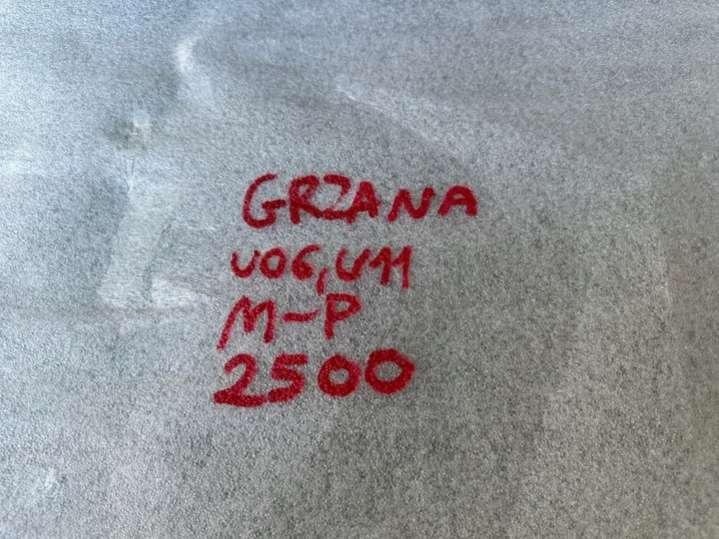 GRZANA
U06, U11
M-P
2500